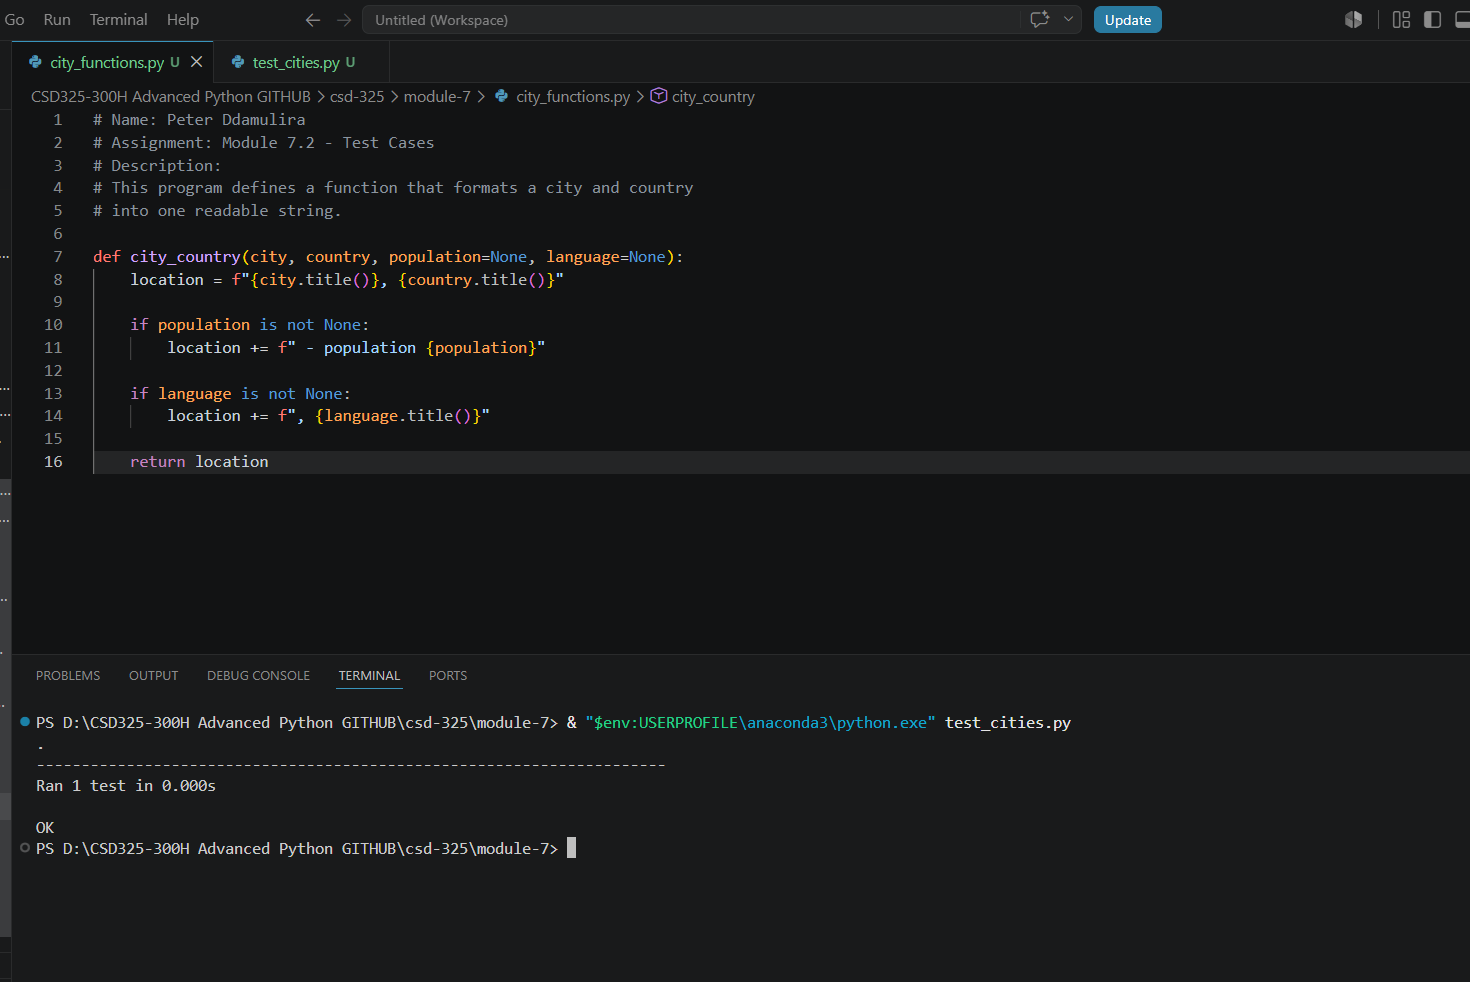 Go Run Terminal Help Untitled (Workspace) Update
city_functions.py U test_cities.py U
CSD325-300H Advanced Python GITHUB > csd-325 > module-7 > city_functions.py > city_country
1 # Name: Peter Ddamulira
2 # Assignment: Module 7.2 - Test Cases
3 # Description:
4 # This program defines a function that formats a city and country
5 # into one readable string.
6
7 def city_country(city, country, population=None, language=None):
8     location = f"{city.title()}, {country.title()}"
9
10     if population is not None:
11         location += f" - population {population}"
12
13     if language is not None:
14         location += f", {language.title()}"
15
16     return location
PROBLEMS OUTPUT DEBUG CONSOLE TERMINAL PORTS
PS D:\CSD325-300H Advanced Python GITHUB\csd-325\module-7> & "$env:USERPROFILE\anaconda3\python.exe" test_cities.py
.
----------------------------------------------------------------------
Ran 1 test in 0.000s
OK
PS D:\CSD325-300H Advanced Python GITHUB\csd-325\module-7>